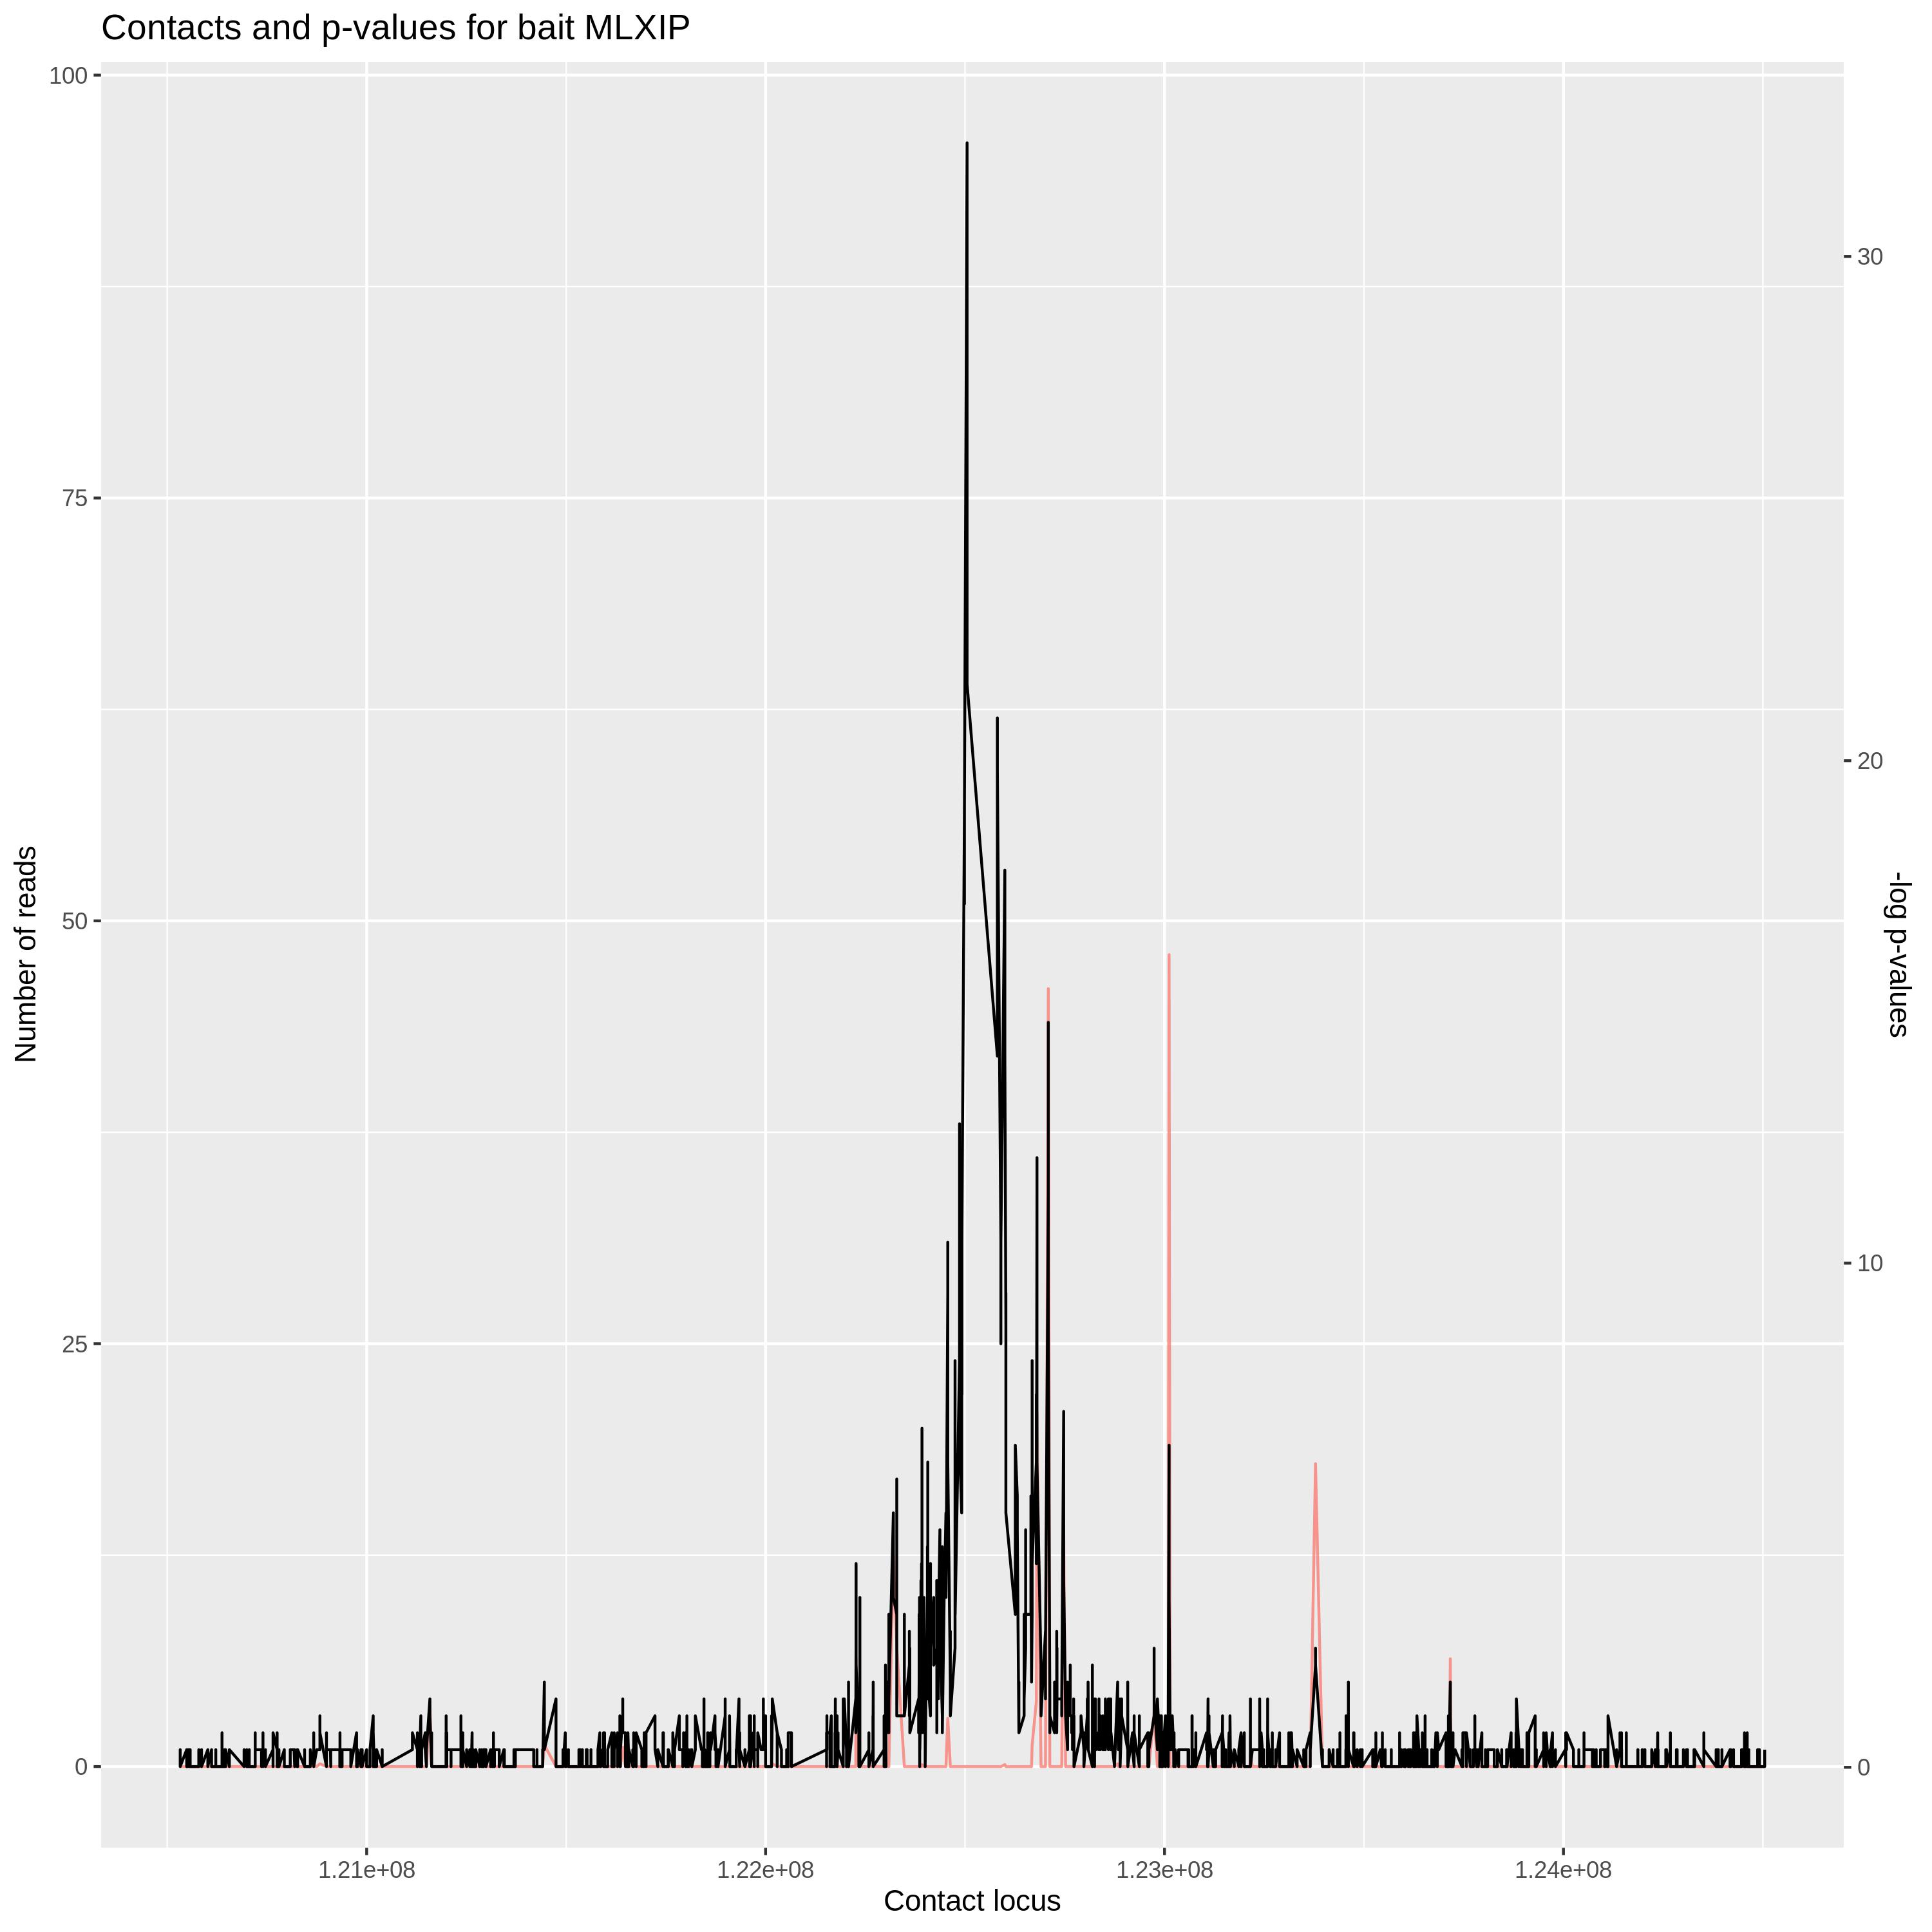 Contacts and p-values for bait MLXIP
100
75
50
25
0
Number of reads
30
20
10
0
-log p-values
1.21e+08
1.22e+08
1.23e+08
1.24e+08
Contact locus